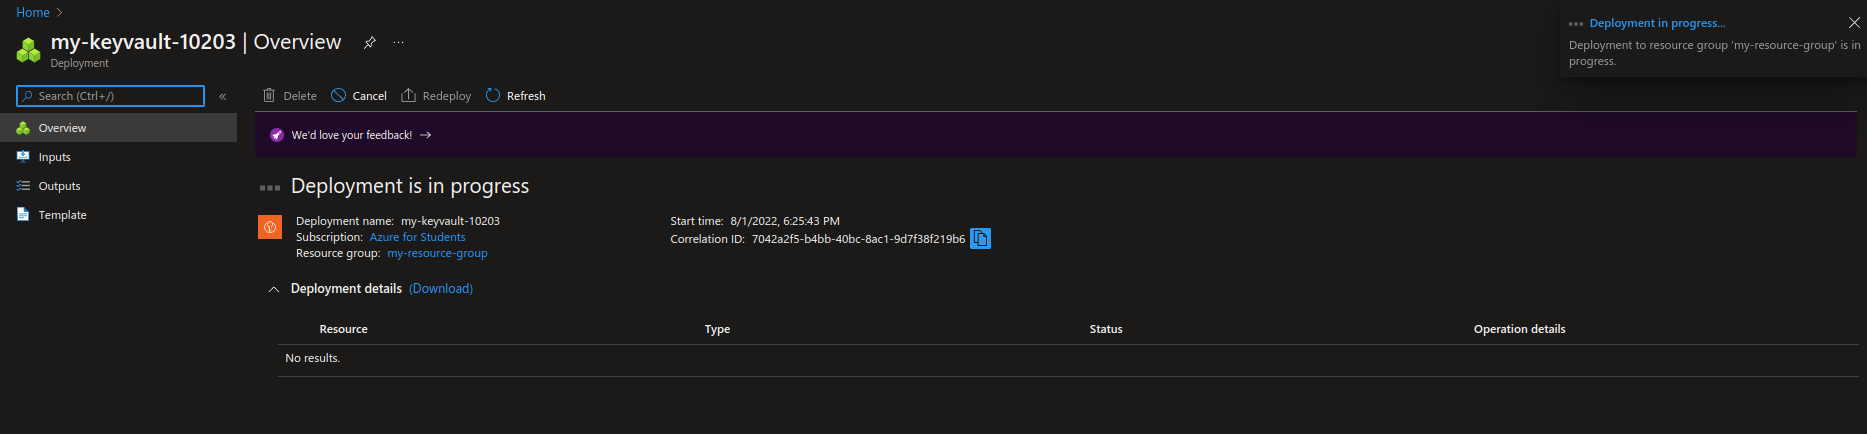 Home >
my-keyvault-10203 | Overview ...
Deployment
Search (Ctrl+/) «
Overview
Inputs
Outputs
Template
Delete Cancel Redeploy Refresh
We'd love your feedback! →
Deployment is in progress
Deployment name: my-keyvault-10203
Subscription: Azure for Students
Resource group: my-resource-group
Start time: 8/1/2022, 6:25:43 PM
Correlation ID: 7042a2f5-b4bb-40bc-8ac1-9d7f38f219b6
Deployment details (Download)
Resource Type Status Operation details
No results.
Deployment in progress...
Deployment to resource group 'my-resource-group' is in
progress.